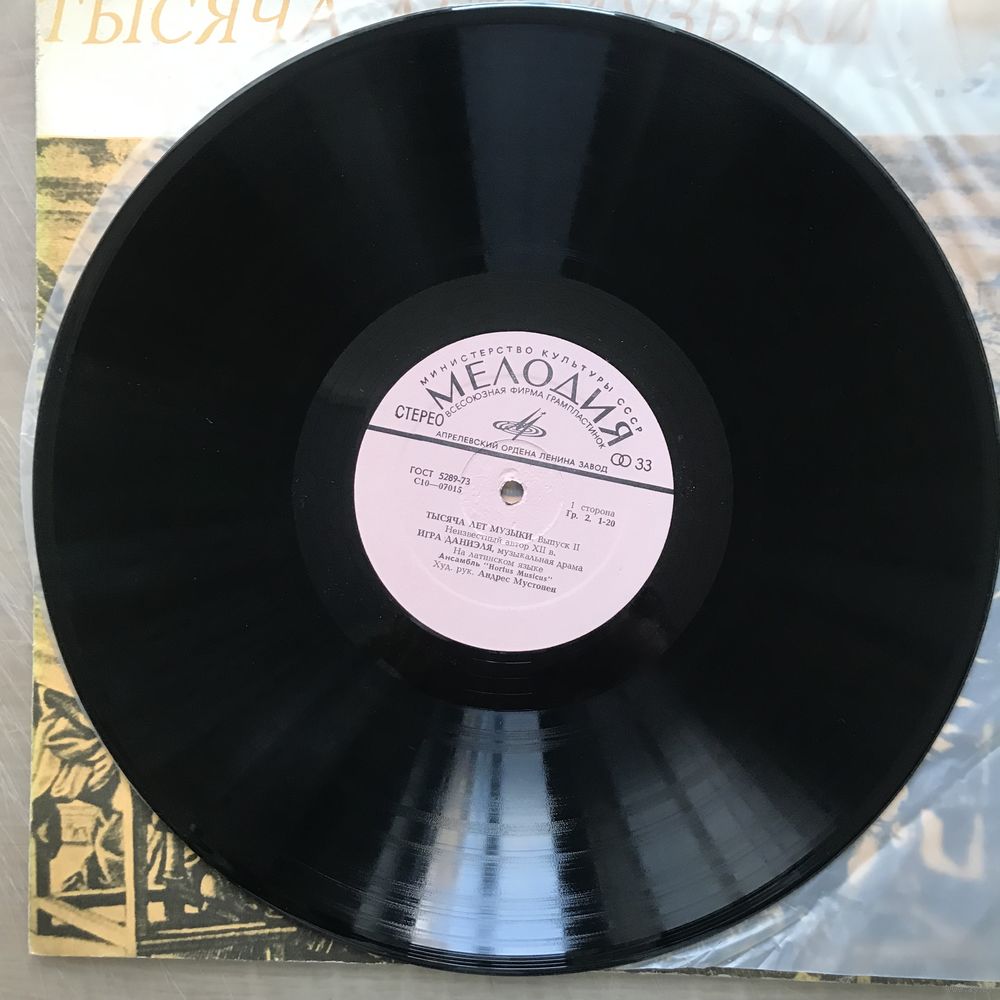 ТЫСЯЧА ЛЕТ МУЗЫКИ
МИНИСТЕРСТВО КУЛЬТУРЫ СССР
МЕЛОДИЯ
ВСЕСОЮЗНАЯ ФИРМА ГРАМПЛАСТИНОК
СТЕРЕО
АПРЕЛЕВСКИЙ ОРДЕНА ЛЕНИНА ЗАВОД
33
ГОСТ 5289-73
С10—07015
1 сторона
Гр. 2, 1-20
ТЫСЯЧА ЛЕТ МУЗЫКИ. Выпуск II
Неизвестный автор XII в.
ИГРА ДАНИЭЛЯ, музыкальная драма
На латинском языке
Ансамбль "Hortus Musicus"
Худ. рук. Андрес Мустонен